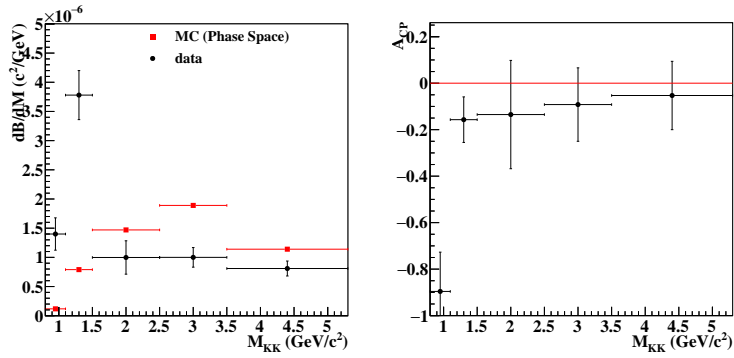 ×10⁻⁶
5
4.5
4
3.5
3
2.5
2
1.5
1
0.5
0
dB/dM (c²/GeV)
MC (Phase Space)
data
1 1.5 2 2.5 3 3.5 4 4.5 5
M_KK (GeV/c²)
A_CP
0
−0.2
−0.4
−0.6
−0.8
−1
1 1.5 2 2.5 3 3.5 4 4.5 5
M_KK (GeV/c²)